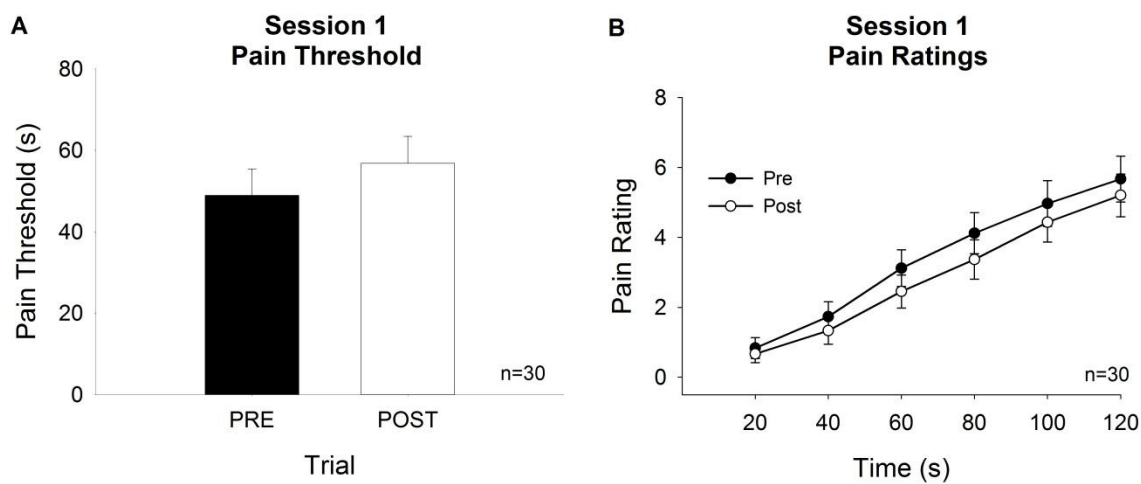 A
Session 1
Pain Threshold
80
60
40
20
0
Pain Threshold (s)
n=30
PRE
POST
Trial
B
Session 1
Pain Ratings
8
6
4
2
0
Pain Rating
Pre
Post
n=30
20 40 60 80 100 120
Time (s)